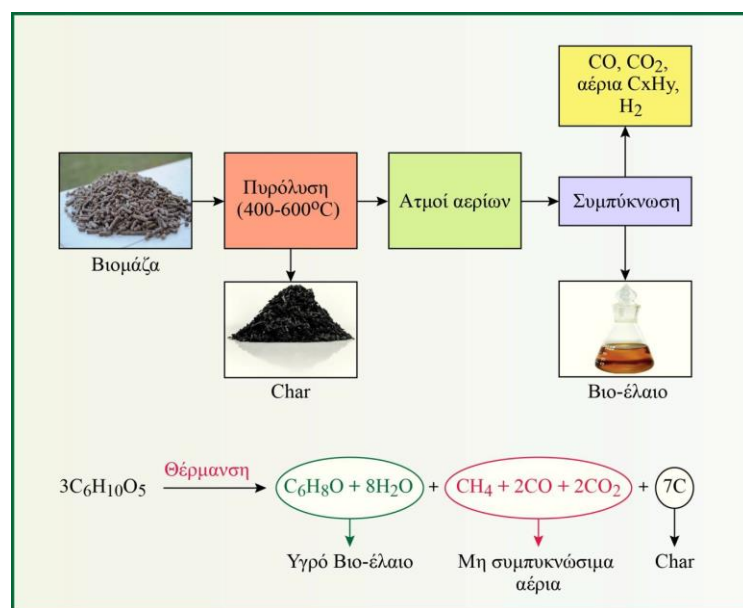 CO, CO₂,
αέρια CxHy,
H₂
Πυρόλυση
(400-600°C)
Ατμοί αερίων
Συμπύκνωση
Βιομάζα
Char
Βιο-έλαιο
3C₆H₁₀O₅ Θέρμανση C₆H₈O + 8H₂O + CH₄ + 2CO + 2CO₂ + 7C
Υγρό Βιο-έλαιο
Μη συμπυκνώσιμα
αέρια
Char